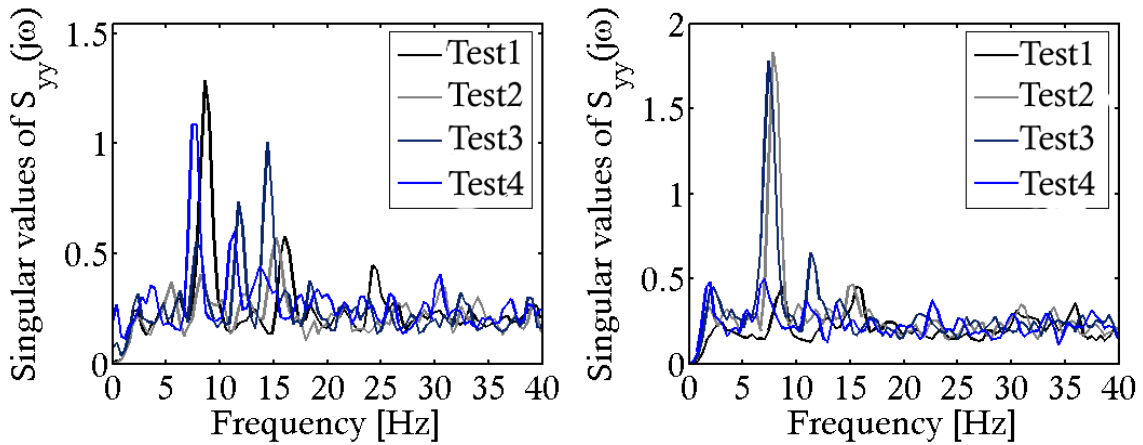 Singular values of S_yy(jω)
1.5
1
0.5
0
0 5 10 15 20 25 30 35 40
Frequency [Hz]
Test1
Test2
Test3
Test4
Singular values of S_yy(jω)
2
1.5
1
0.5
0
0 5 10 15 20 25 30 35 40
Frequency [Hz]
Test1
Test2
Test3
Test4